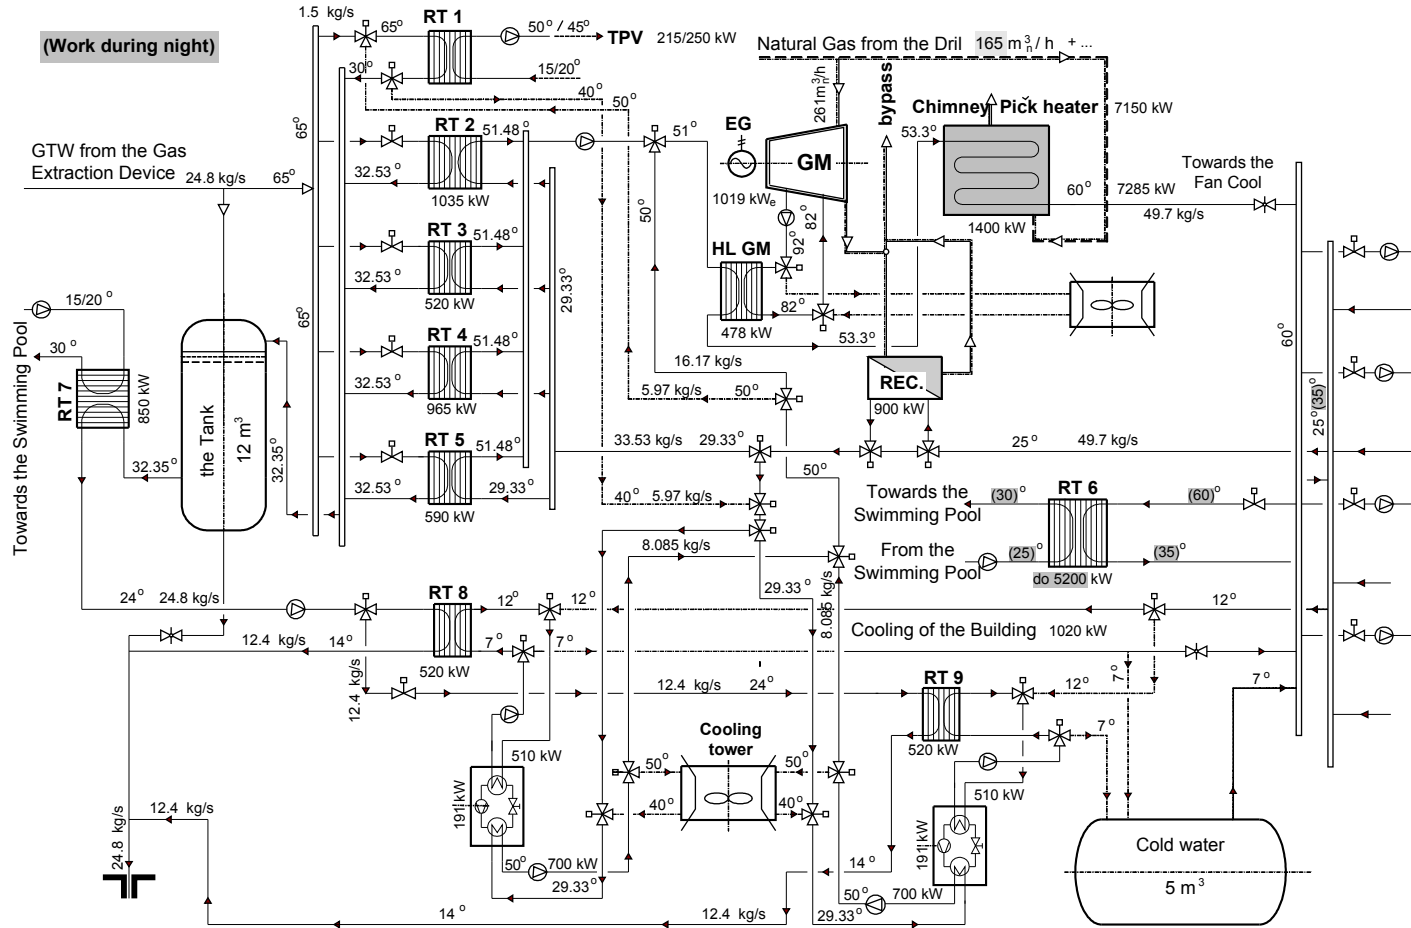 1.5 kg/s
RT 1
(Work during night)
65°
50° / 45°
TPV
215/250 kW
Natural Gas from the Dril 165 m³ₙ / h + ...
30°
15/20°
40°
50°
261m³ₙ/h
bypass
Chimney Pick heater
7150 kW
RT 2
65°
51.48°
51°
EG
GM
53.3°
GTW from the Gas
Extraction Device
24.8 kg/s
65°
32.53°
1035 kW
1019 kWₑ
Towards the
Fan Cool
60°
7285 kW
49.7 kg/s
1400 kW
50°
82°
92°
RT 3
51.48°
32.53°
520 kW
29.33°
HL GM
82°
478 kW
53.3°
15/20°
65°
30°
Towards the Swimming Pool
RT 7
850 kW
the Tank
12 m³
32.35°
32.35°
RT 4
51.48°
32.53°
965 kW
16.17 kg/s
5.97 kg/s
50°
REC.
900 kW
60°
25°(35)°
RT 5
51.48°
32.53°
29.33°
590 kW
33.53 kg/s
29.33°
25°
49.7 kg/s
50°
40°
5.97 kg/s
Towards the
Swimming Pool
(30)°
RT 6
(60)°
From the
Swimming Pool
(25)°
(35)°
do 5200 kW
8.085 kg/s
29.33°
8.085 kg/s
24°
24.8 kg/s
RT 8
12°
12°
12°
Cooling of the Building
1020 kW
12.4 kg/s
14°
7°
7°
520 kW
7°
12.4 kg/s
12.4 kg/s
24°
RT 9
12°
7°
7°
520 kW
Cooling
tower
510 kW
50°
50°
510 kW
191 kW
40°
40°
191 kW
24.8 kg/s
12.4 kg/s
Cold water
5 m³
50°
700 kW
29.33°
14°
50°
700 kW
14°
12.4 kg/s
29.33°